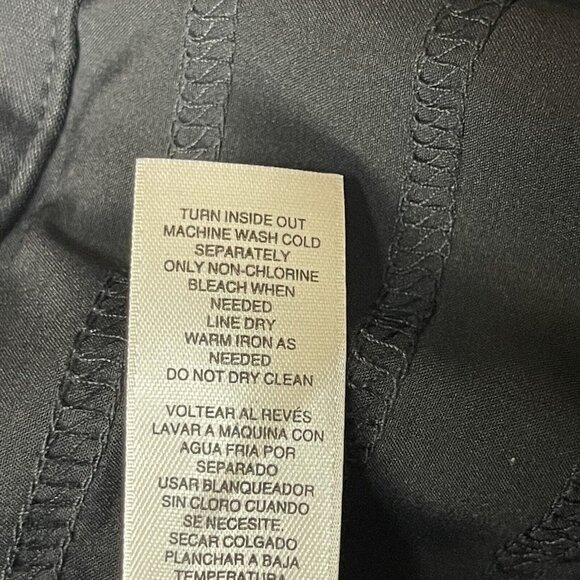 TURN INSIDE OUT
MACHINE WASH COLD
SEPARATELY
ONLY NON-CHLORINE
BLEACH WHEN
NEEDED
LINE DRY
WARM IRON AS
NEEDED
DO NOT DRY CLEAN
VOLTEAR AL REVÉS
LAVAR A MAQUINA CON
AGUA FRIA POR
SEPARADO
USAR BLANQUEADOR
SIN CLORO CUANDO
SE NECESITE.
SECAR COLGADO
PLANCHAR A BAJA
TEMPERATURA